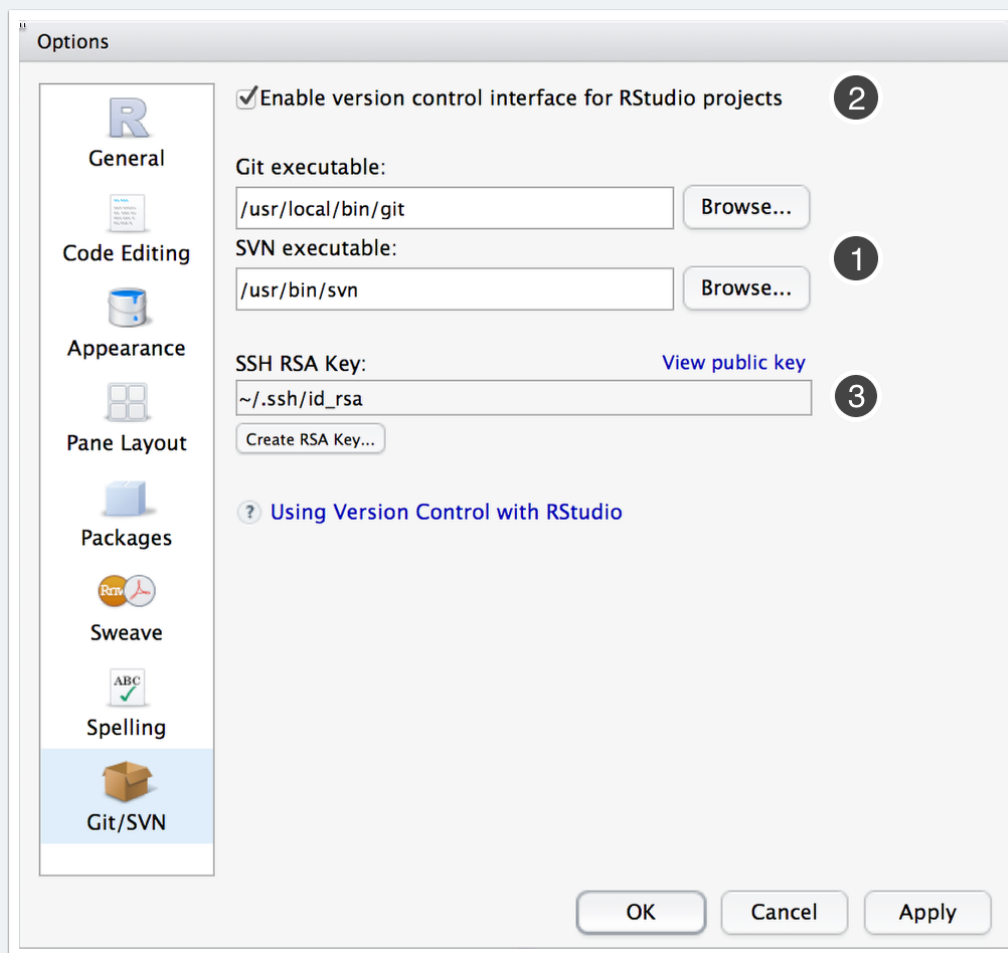 Options
General
Code Editing
Appearance
Pane Layout
Packages
Rnw
Sweave
ABC
Spelling
Git/SVN
Enable version control interface for RStudio projects
2
Git executable:
/usr/local/bin/git Browse...
SVN executable:
1
/usr/bin/svn Browse...
SSH RSA Key: View public key
~/.ssh/id_rsa
3
Create RSA Key...
? Using Version Control with RStudio
OK Cancel Apply